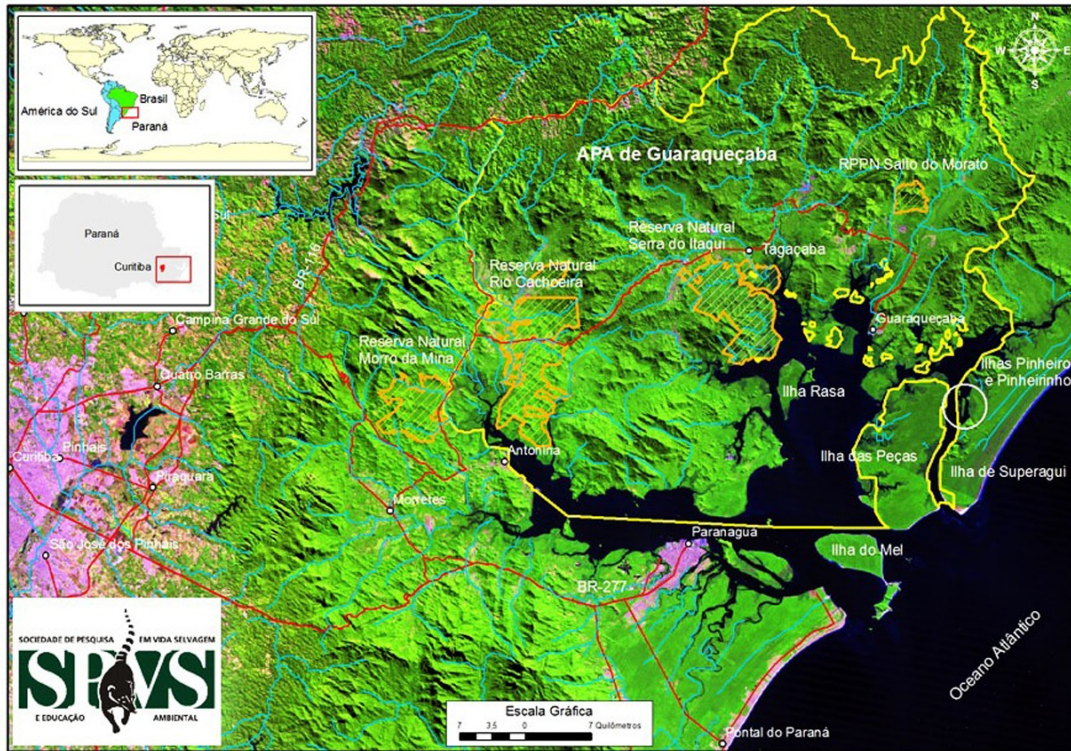 América do Sul
Brasil
Paraná
Paraná
Curitiba
Sul
BR-116
APA de Guaraqueçaba
RPPN Salto do Morato
Reserva Natural
Serra do Itaqui
Tagaçaba
Reserva Natural
Rio Cachoeira
Guaraqueçaba
Campina Grande do Sul
Reserva Natural
Morro da Mina
Quatro Barras
Ilhas Pinheiro
e Pinheirinho
Ilha Rasa
Curitiba
Pinhais
Piraquara
Antonina
Ilha das Peças
Ilha de Superagui
Morretes
São José dos Pinhais
Paranaguá
Ilha do Mel
BR-277
Oceano Atlântico
Pontal do Paraná
N
W
E
S
SOCIEDADE DE PESQUISA EM VIDA SELVAGEM
SPVS
E EDUCAÇÃO AMBIENTAL
Escala Gráfica
7 3,5 0 7 Quilômetros